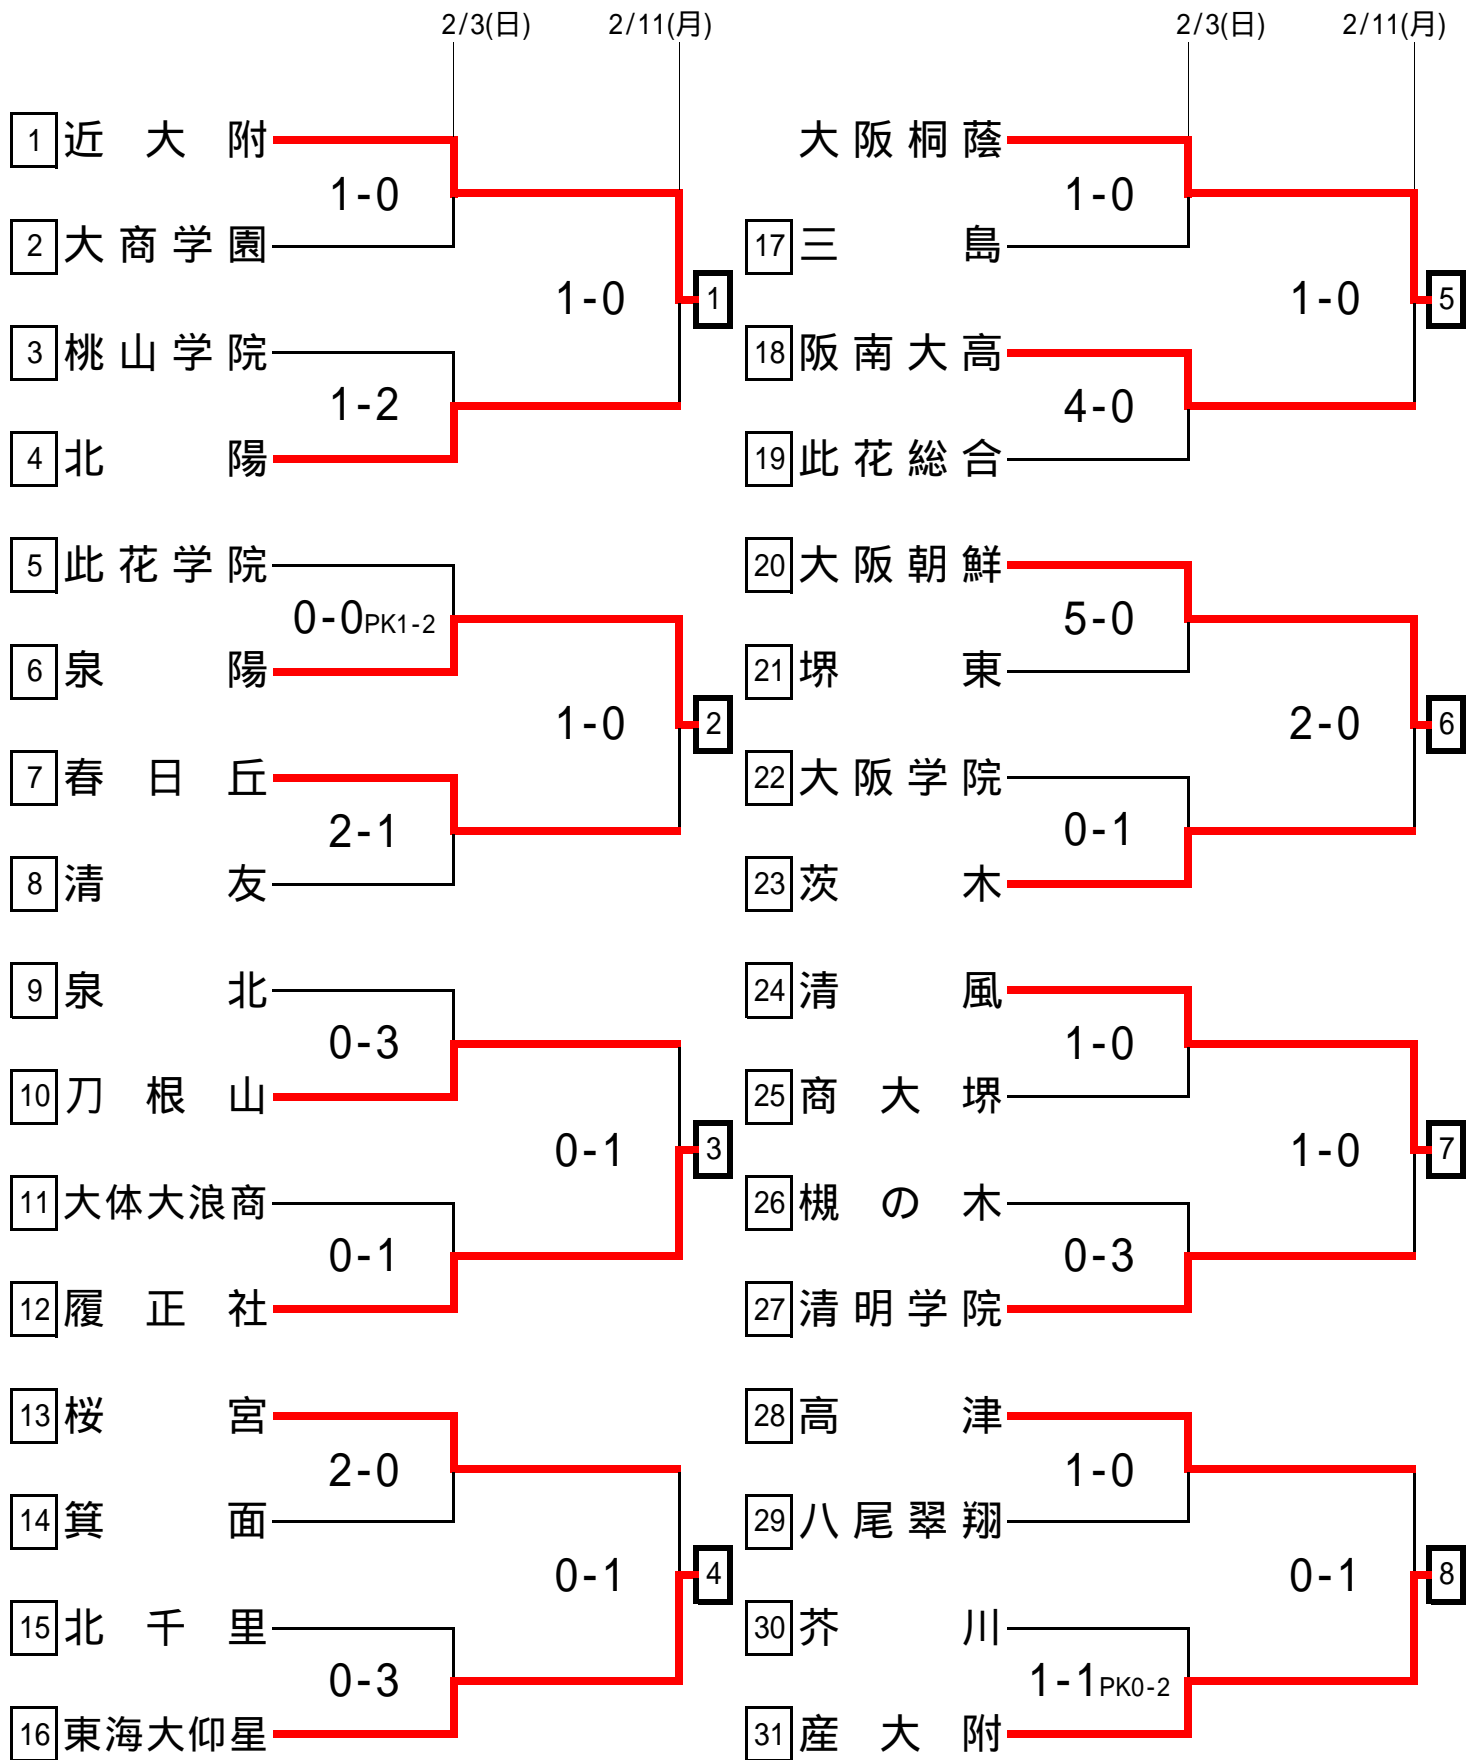 2/3(日) 2/11(月)
1 近大附
1-0
2 大商学園
1-0 1
3 桃山学院
1-2
4 北陽
5 此花学院
0-0PK1-2
6 泉陽
1-0 2
7 春日丘
2-1
8 清友
9 泉北
0-3
10 刀根山
0-1 3
11 大体大浪商
0-1
12 履正社
13 桜宮
2-0
14 箕面
0-1 4
15 北千里
0-3
16 東海大仰星
2/3(日) 2/11(月)
大阪桐蔭
1-0
17 三島
1-0 5
18 阪南大高
4-0
19 此花総合
20 大阪朝鮮
5-0
21 堺東
2-0 6
22 大阪学院
0-1
23 茨木
24 清風
1-0
25 商大堺
1-0 7
26 槻の木
0-3
27 清明学院
28 高津
1-0
29 八尾翠翔
0-1 8
30 芥川
1-1PK0-2
31 産大附